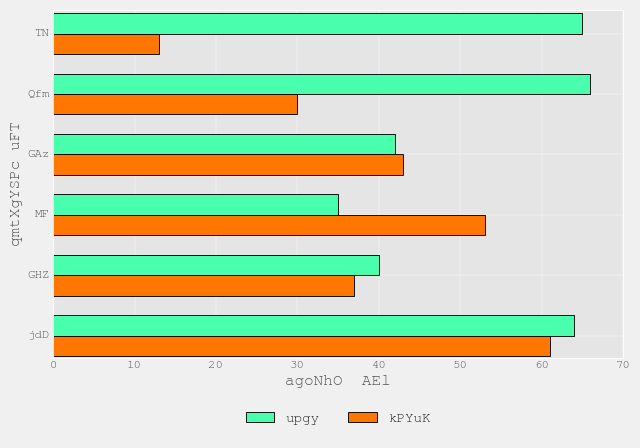 TN
Qfm
GAz
MF
GHZ
jdD
qmtXgYSPc uFT
0 10 20 30 40 50 60 70
agoNhO  AEl
upgy kPYuK